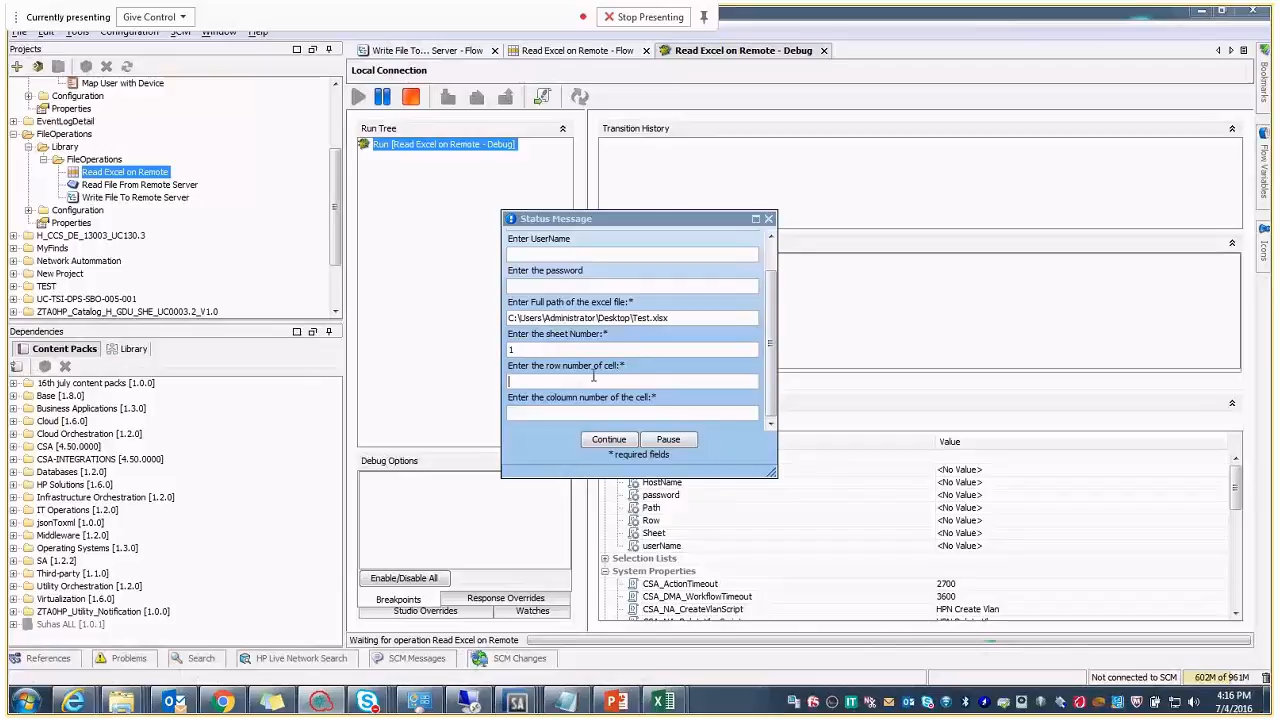 Currently presenting
Give Control
Stop Presenting
File Edit Tools Configuration SCM Window Help
Projects
Map User with Device
Configuration
Properties
EventLogDetail
FileOperations
Library
FileOperations
Read Excel on Remote
Read File From Remote Server
Write File To Remote Server
Configuration
Properties
H_CCS_DE_13003_UC130.3
MyFinds
Network Automation
New Project
TEST
UC-TSI-DPS-SBO-005-001
ZTA0HP_Catalog_H_GDU_SHE_UC0003.2_V1.0
Dependencies
Content Packs
Library
16th july content packs [1.0.0]
Base [1.8.0]
Business Applications [1.3.0]
Cloud [1.6.0]
Cloud Orchestration [1.2.0]
CSA [4.50.0000]
CSA-INTEGRATIONS [4.50.0000]
Databases [1.2.0]
HP Solutions [1.6.0]
Infrastructure Orchestration [1.2.0]
IT Operations [1.2.0]
jsonToxml [1.0.0]
Middleware [1.2.0]
Operating Systems [1.3.0]
SA [1.2.2]
Third-party [1.1.0]
Utility Orchestration [1.2.0]
Virtualization [1.6.0]
ZTA0HP_Utility_Notification [1.0.0]
Suhas ALL [1.0.1]
Write File To... Server - Flow
Read Excel on Remote - Flow
Read Excel on Remote - Debug
Local Connection
Run Tree
Run [Read Excel on Remote - Debug]
Transition History
Status Message
Enter UserName
Enter the password
Enter Full path of the excel file:*
C:\Users\Administrator\Desktop\Test.xlsx
Enter the sheet Number:*
1
Enter the row number of cell:*
Enter the coloumn number of the cell:*
Continue
Pause
* required fields
Debug Options
Enable/Disable All
Breakpoints
Response Overrides
Studio Overrides
Watches
Value
<No Value>
HostName <No Value>
password <No Value>
Path <No Value>
Row <No Value>
Sheet <No Value>
userName <No Value>
Selection Lists
System Properties
CSA_ActionTimeout 2700
CSA_DMA_WorkflowTimeout 3600
CSA_NA_CreateVlanScript HPN Create Vlan
Bookmarks
Flow Variables
Icons
Waiting for operation Read Excel on Remote
References
Problems
Search
HP Live Network Search
SCM Messages
SCM Changes
Not connected to SCM
602M of 961M
4:16 PM
7/4/2016